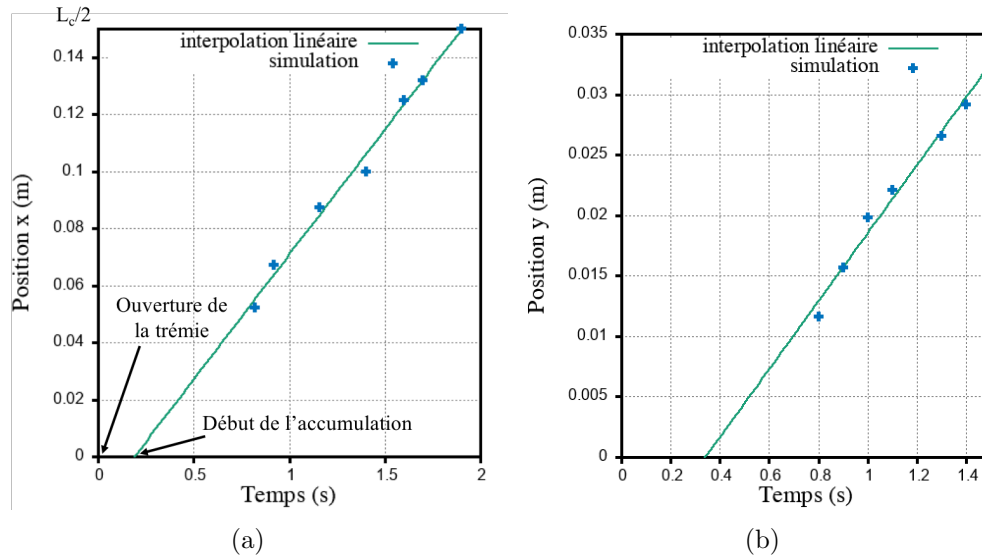 L_c/2
interpolation linéaire
simulation
0.14
0.12
0.1
0.08
0.06
0.04
0.02
0
Position x (m)
Ouverture de
la trémie
Début de l'accumulation
0
0.5
1
1.5
2
Temps (s)
(a)
interpolation linéaire
simulation
0.035
0.03
0.025
0.02
0.015
0.01
0.005
0
Position y (m)
0
0.2
0.4
0.6
0.8
1
1.2
1.4
Temps (s)
(b)